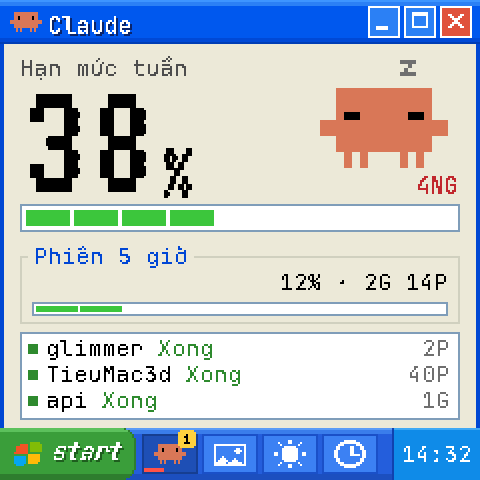 Claude
Hạn mức tuần
Z
38%
4NG
Phiên 5 giờ
12% · 2G 14P
glimmer Xong 2P
TieuMac3d Xong 40P
api Xong 1G
start 1 14:32